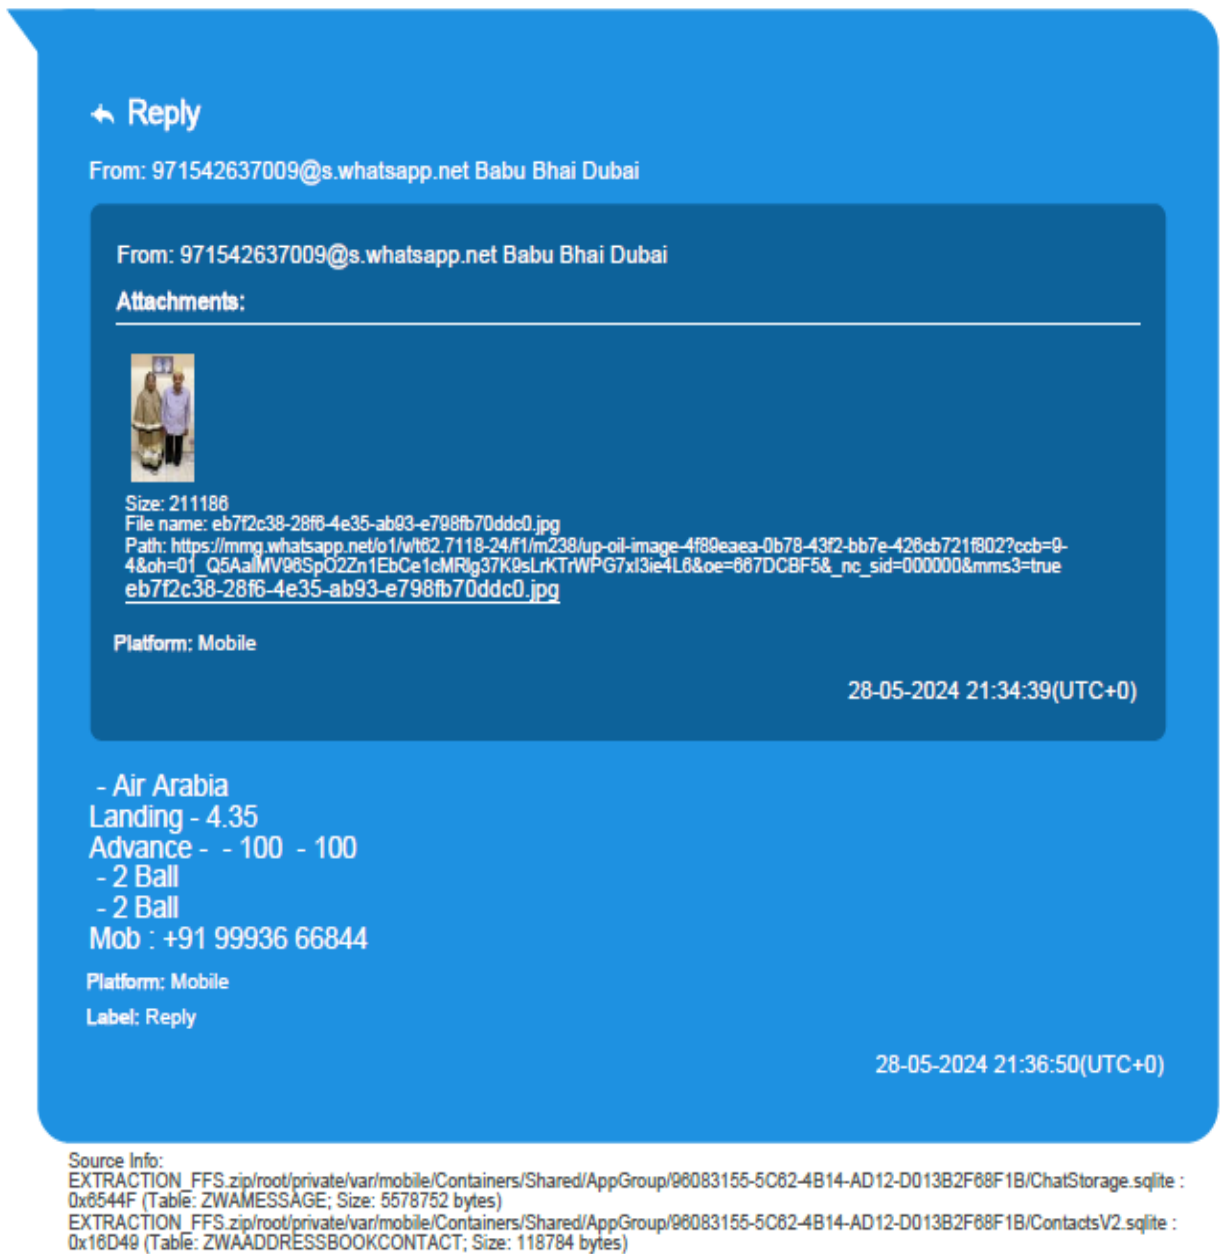 Reply
From: 971542637009@s.whatsapp.net Babu Bhai Dubai
From: 971542637009@s.whatsapp.net Babu Bhai Dubai
Attachments:
Size: 211186
File name: eb7f2c38-28f6-4e35-ab93-e798fb70ddc0.jpg
Path: https://mmg.whatsapp.net/o1/v/t62.7118-24/f1/m238/up-oil-image-4f89eaea-0b78-43f2-bb7e-426cb721f802?ccb=9-
4&oh=01_Q5AaIMV96SpO2Zn1EbCe1cMRlg37K9sLrKTrWPG7xI3ie4L6&oe=667DCBF5&_nc_sid=000000&mms3=true
eb7f2c38-28f6-4e35-ab93-e798fb70ddc0.jpg
Platform: Mobile
28-05-2024 21:34:39(UTC+0)
- Air Arabia
Landing - 4.35
Advance - - 100 - 100
- 2 Ball
- 2 Ball
Mob : +91 99936 66844
Platform: Mobile
Label: Reply
28-05-2024 21:36:50(UTC+0)
Source Info:
EXTRACTION_FFS.zip/root/private/var/mobile/Containers/Shared/AppGroup/96083155-5C62-4B14-AD12-D013B2F68F1B/ChatStorage.sqlite :
0x6544F (Table: ZWAMESSAGE; Size: 5578752 bytes)
EXTRACTION_FFS.zip/root/private/var/mobile/Containers/Shared/AppGroup/96083155-5C62-4B14-AD12-D013B2F68F1B/ContactsV2.sqlite :
0x16D49 (Table: ZWAADDRESSBOOKCONTACT; Size: 118784 bytes)